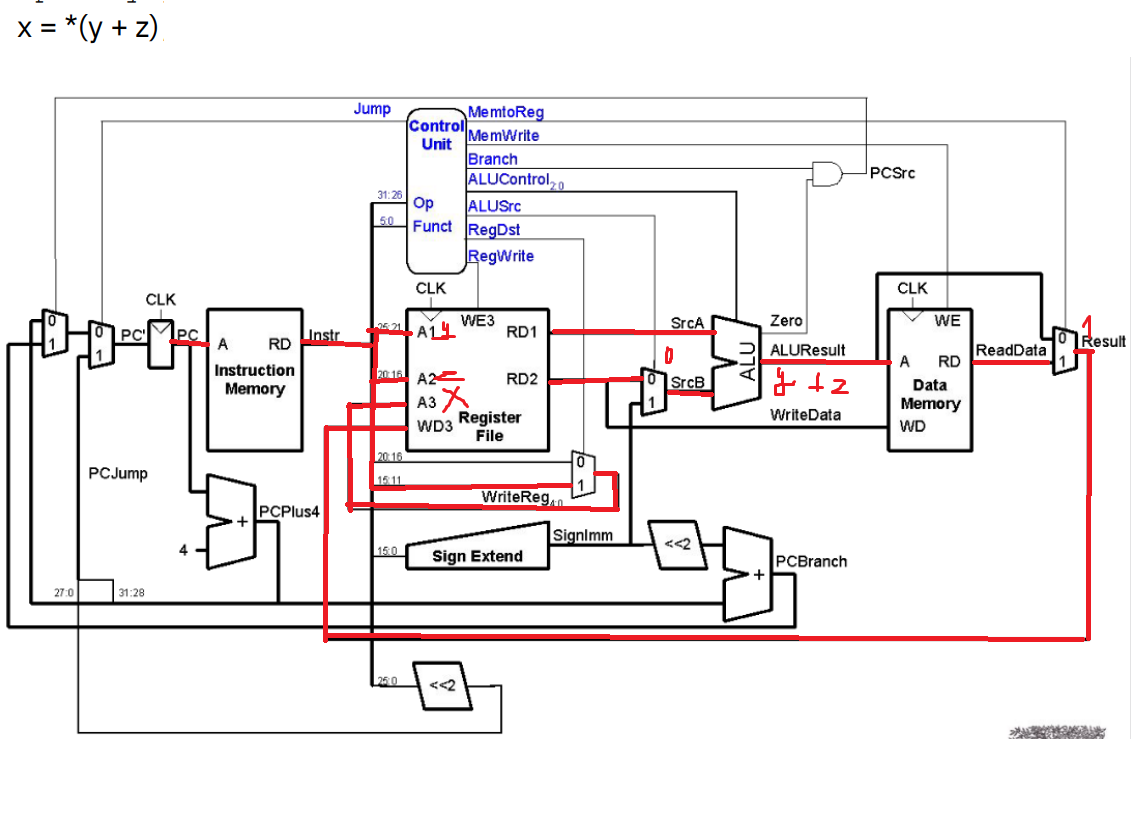 x = *(y + z)
Jump
MemtoReg
Control Unit
MemWrite
Branch
ALUControl2:0
PCSrc
31:26
Op
ALUSrc
5:0
Funct
RegDst
RegWrite
CLK
CLK
CLK
0
1
0
1
PC'
PC
A
RD
Instr
Instruction Memory
25:21
A1
y
WE3
RD1
SrcA
Zero
WE
1
0
1
Result
20:16
A2
RD2
0
0
1
SrcB
ALU
ALUResult
y + z
A
RD
ReadData
Data Memory
A3
x
WD3
Register File
WriteData
WD
PCJump
20:16
0
15:11
1
WriteReg4:0
+
PCPlus4
4
SignImm
<<2
15:0
Sign Extend
+
PCBranch
27:0
31:28
25:0
<<2